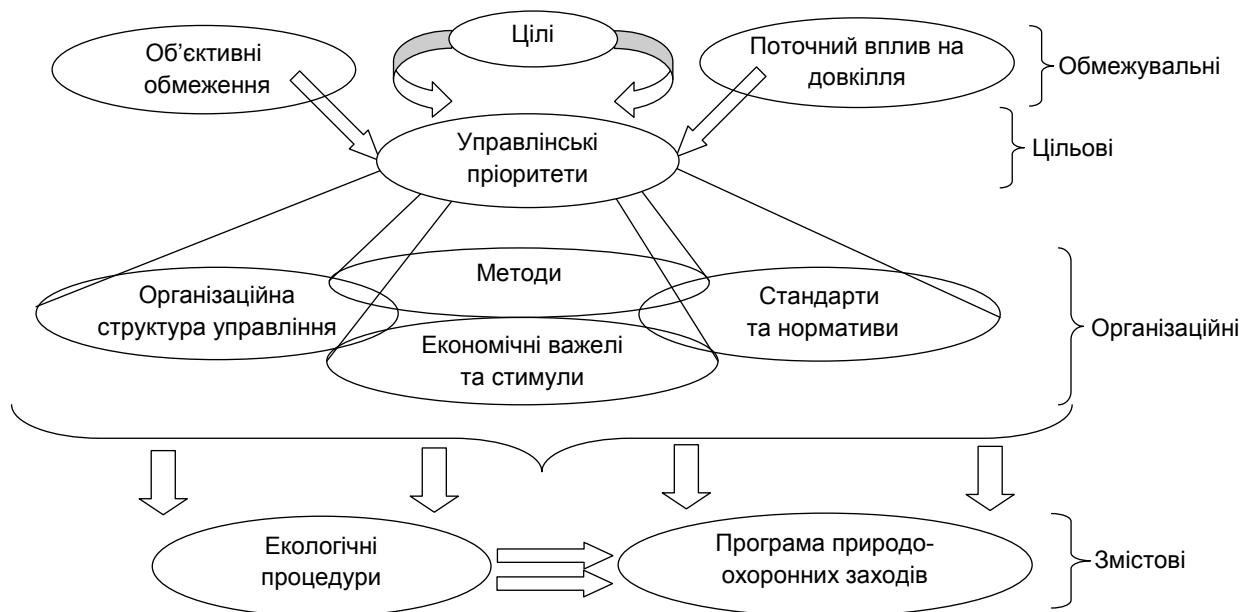 Об’єктивні
обмеження
Цілі
Поточний вплив на
довкілля
Обмежувальні
Управлінські
пріоритети
Цільові
Організаційна
структура управління
Методи
Економічні важелі
та стимули
Стандарти
та нормативи
Організаційні
Екологічні
процедури
Програма природо-
охоронних заходів
Змістові